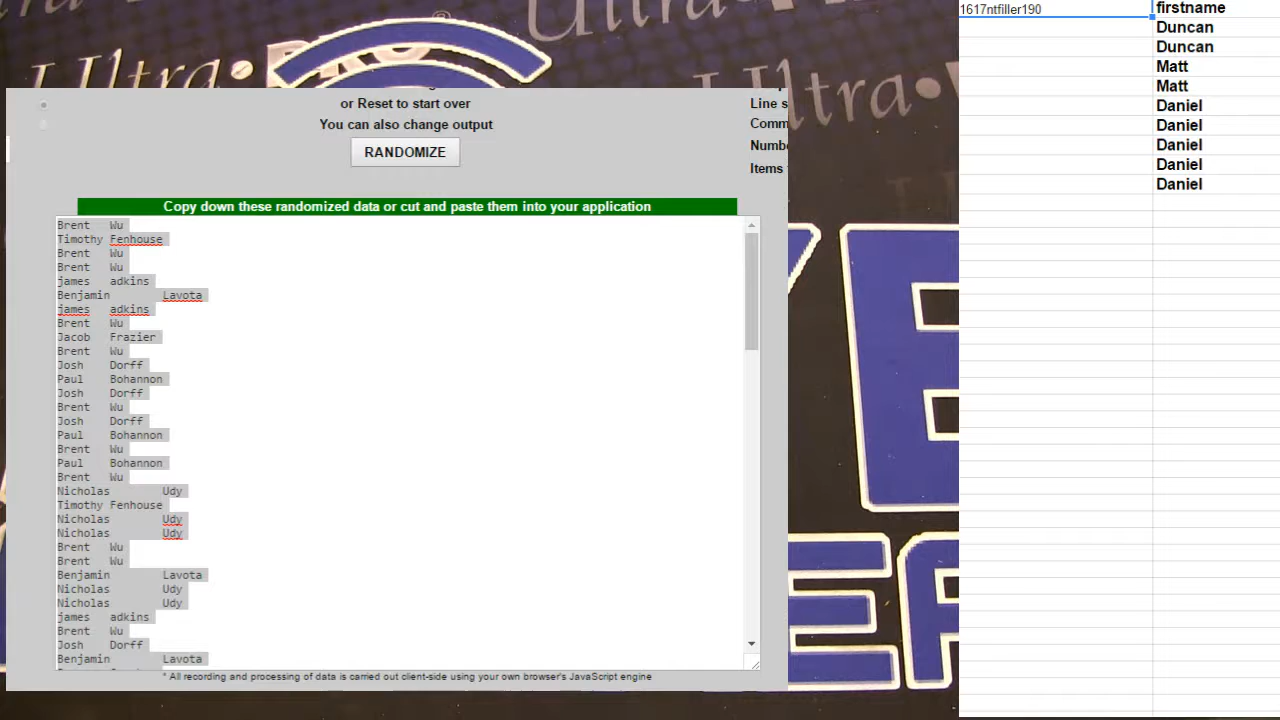 Ultra
PRO
Ultra
Ultra
or Reset to start over
You can also change output
RANDOMIZE
Line s
Comm
Numbe
Items
Copy down these randomized data or cut and paste them into your application
Brent Wu
Timothy Fenhouse
Brent Wu
Brent Wu
james adkins
Benjamin Lavota
james adkins
Brent Wu
Jacob Frazier
Brent Wu
Josh Dorff
Paul Bohannon
Josh Dorff
Brent Wu
Josh Dorff
Paul Bohannon
Brent Wu
Paul Bohannon
Brent Wu
Nicholas Udy
Timothy Fenhouse
Nicholas Udy
Nicholas Udy
Brent Wu
Brent Wu
Benjamin Lavota
Nicholas Udy
Nicholas Udy
james adkins
Brent Wu
Josh Dorff
Benjamin Lavota
* All recording and processing of data is carried out client-side using your own browser's JavaScript engine
1617ntfiller190
firstname
Duncan
Duncan
Matt
Matt
Daniel
Daniel
Daniel
Daniel
Daniel